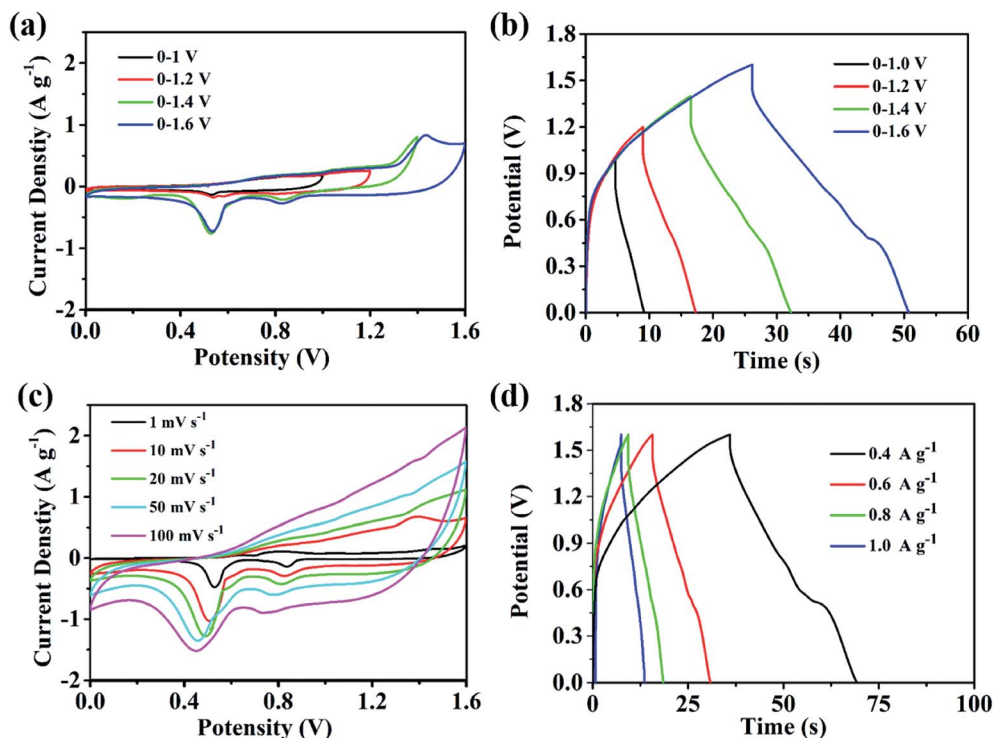 (a)
0-1 V
0-1.2 V
0-1.4 V
0-1.6 V
Current Denstiy (A g⁻¹)
2
1
0
-1
-2
0.0 0.4 0.8 1.2 1.6
Potensity (V)
(b)
0-1.0 V
0-1.2 V
0-1.4 V
0-1.6 V
Potential (V)
1.8
1.5
1.2
0.9
0.6
0.3
0.0
0 10 20 30 40 50 60
Time (s)
(c)
1 mV s⁻¹
10 mV s⁻¹
20 mV s⁻¹
50 mV s⁻¹
100 mV s⁻¹
Current Denstiy (A g⁻¹)
2
1
0
-1
-2
0.0 0.4 0.8 1.2 1.6
Potensity (V)
(d)
0.4 A g⁻¹
0.6 A g⁻¹
0.8 A g⁻¹
1.0 A g⁻¹
Potential (V)
1.8
1.5
1.2
0.9
0.6
0.3
0.0
0 25 50 75 100
Time (s)